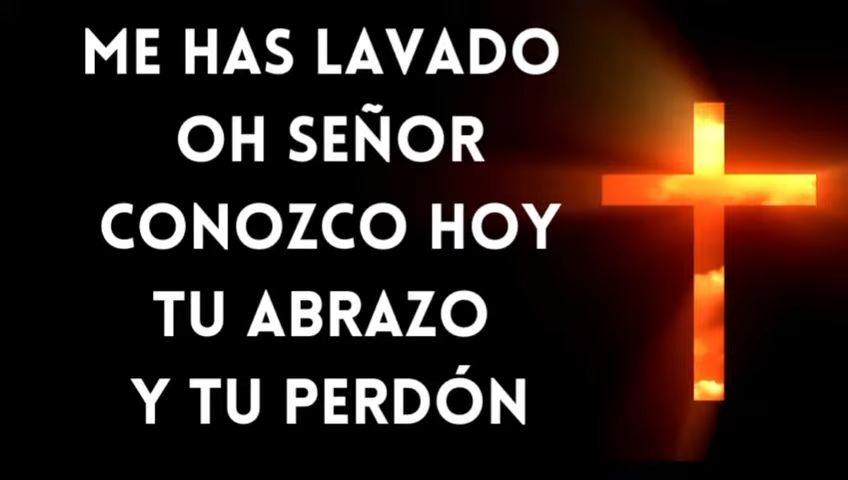 ME HAS LAVADO
OH SEÑOR
CONOZCO HOY
TU ABRAZO
Y TU PERDÓN